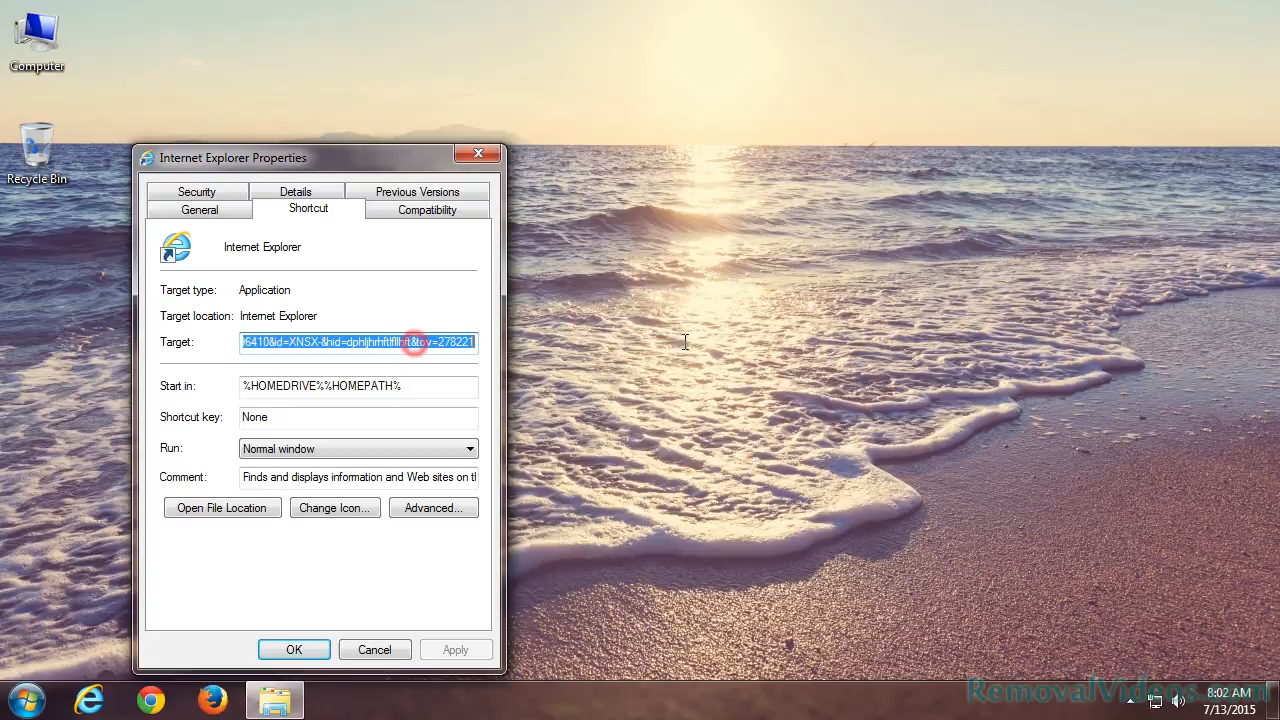 Computer
Recycle Bin
Internet Explorer Properties
Security Details Previous Versions
General Shortcut Compatibility
Internet Explorer
Target type: Application
Target location: Internet Explorer
Target:
Start in: %HOMEDRIVE%%HOMEPATH%
Shortcut key: None
Run: Normal window
Comment: Finds and displays information and Web sites on th
Open File Location Change Icon... Advanced...
OK Cancel Apply
RemovalVideos.com
8:02 AM
7/13/2015